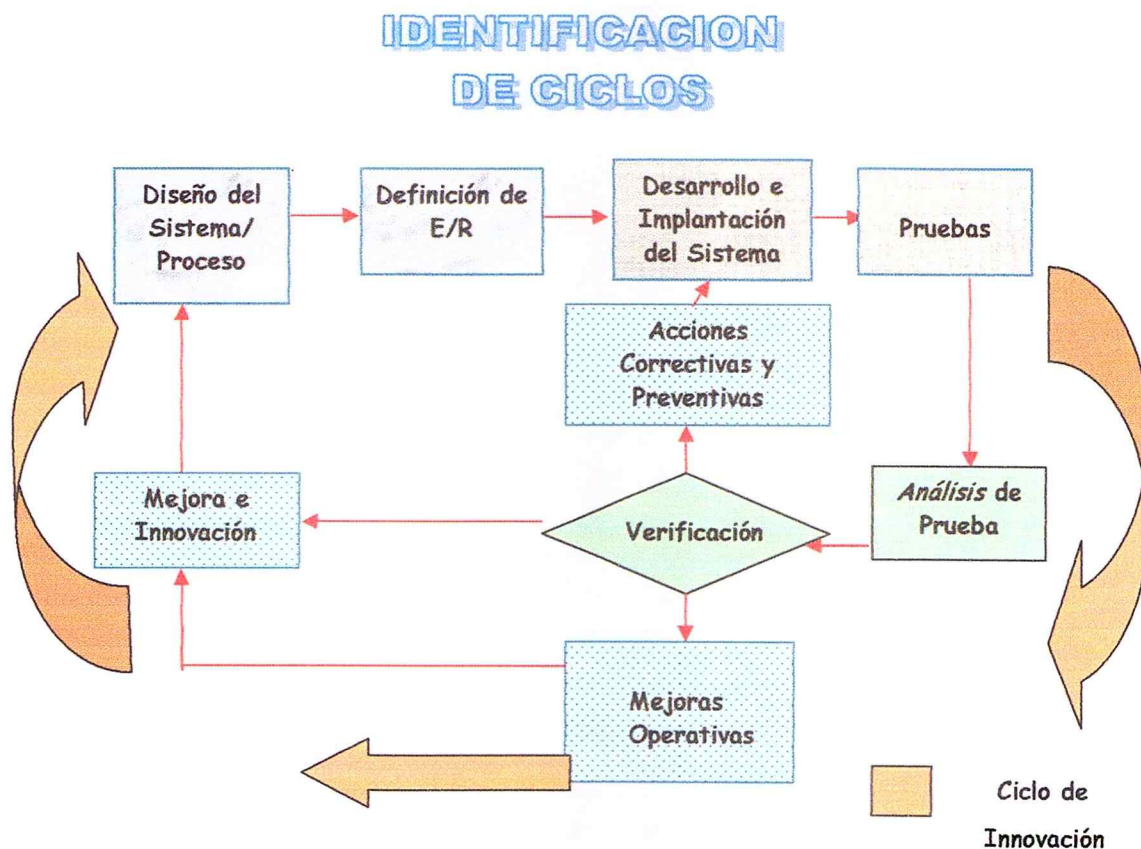 IDENTIFICACION
DE CICLOS
Diseño del
Sistema/
Proceso
Definición de
E/R
Desarrollo e
Implantación
del Sistema
Pruebas
Acciones
Correctivas y
Preventivas
Mejora e
Innovación
Verificación
Análisis de
Prueba
Mejoras
Operativas
Ciclo de
Innovación